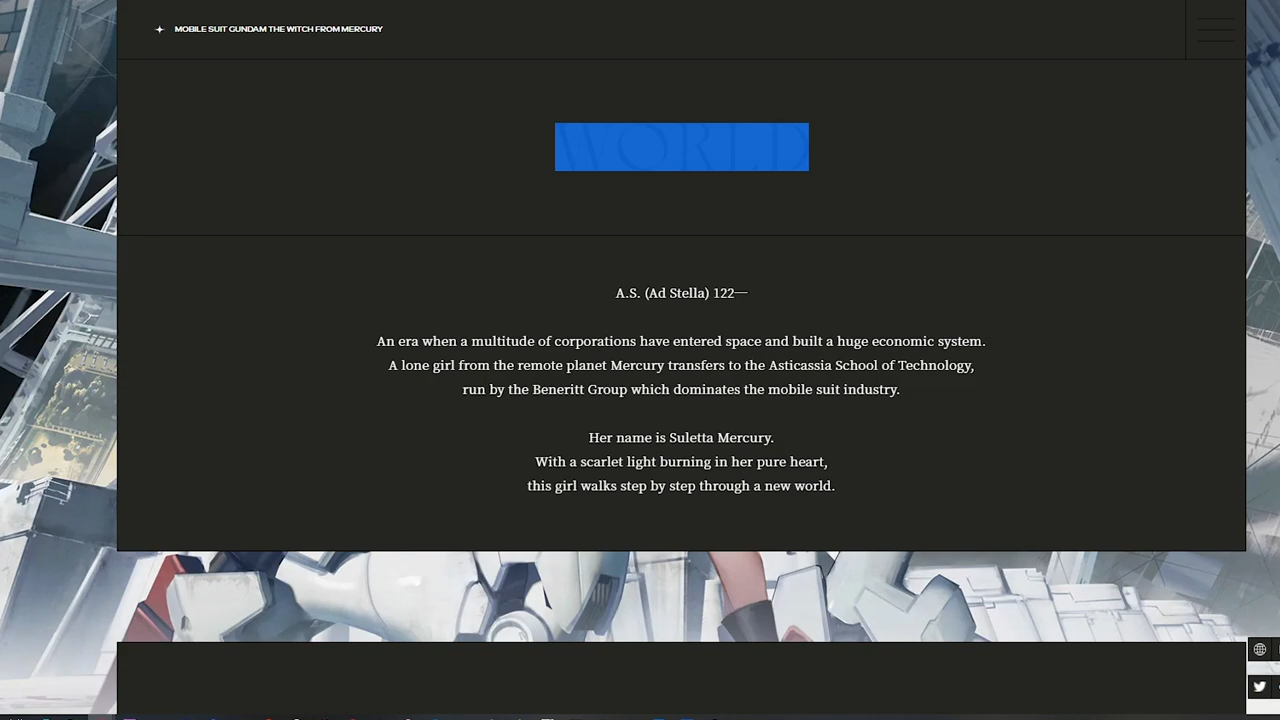 MOBILE SUIT GUNDAM THE WITCH FROM MERCURY
WORLD
A.S. (Ad Stella) 122—
An era when a multitude of corporations have entered space and built a huge economic system.
A lone girl from the remote planet Mercury transfers to the Asticassia School of Technology,
run by the Beneritt Group which dominates the mobile suit industry.
Her name is Suletta Mercury.
With a scarlet light burning in her pure heart,
this girl walks step by step through a new world.